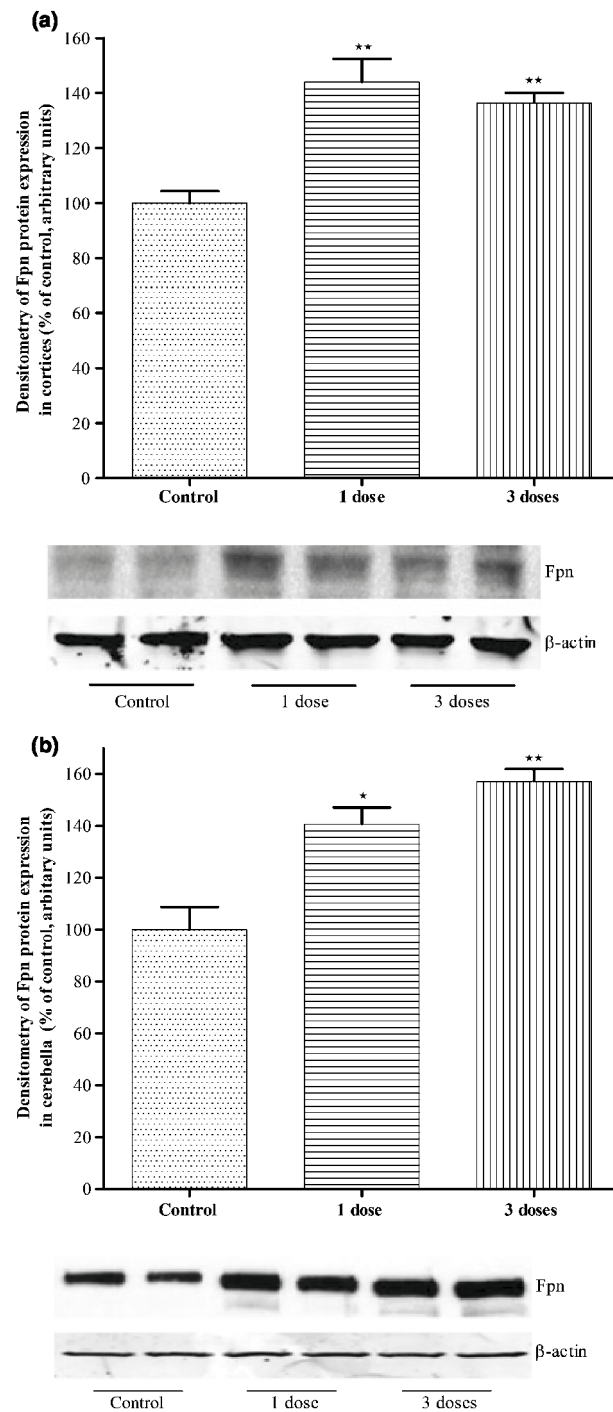 (a)
Densitometry of Fpn protein expression
in cortices (% of control, arbitrary units)
160
140
120
100
80
60
40
20
0
★★
★★
Control
1 dose
3 doses
Fpn
β-actin
Control
1 dose
3 doses
(b)
Densitometry of Fpn protein expression
in cerebella (% of control, arbitary units)
160
140
120
100
80
60
40
20
0
★
★★
Control
1 dose
3 doses
Fpn
β-actin
Control
1 dose
3 doses